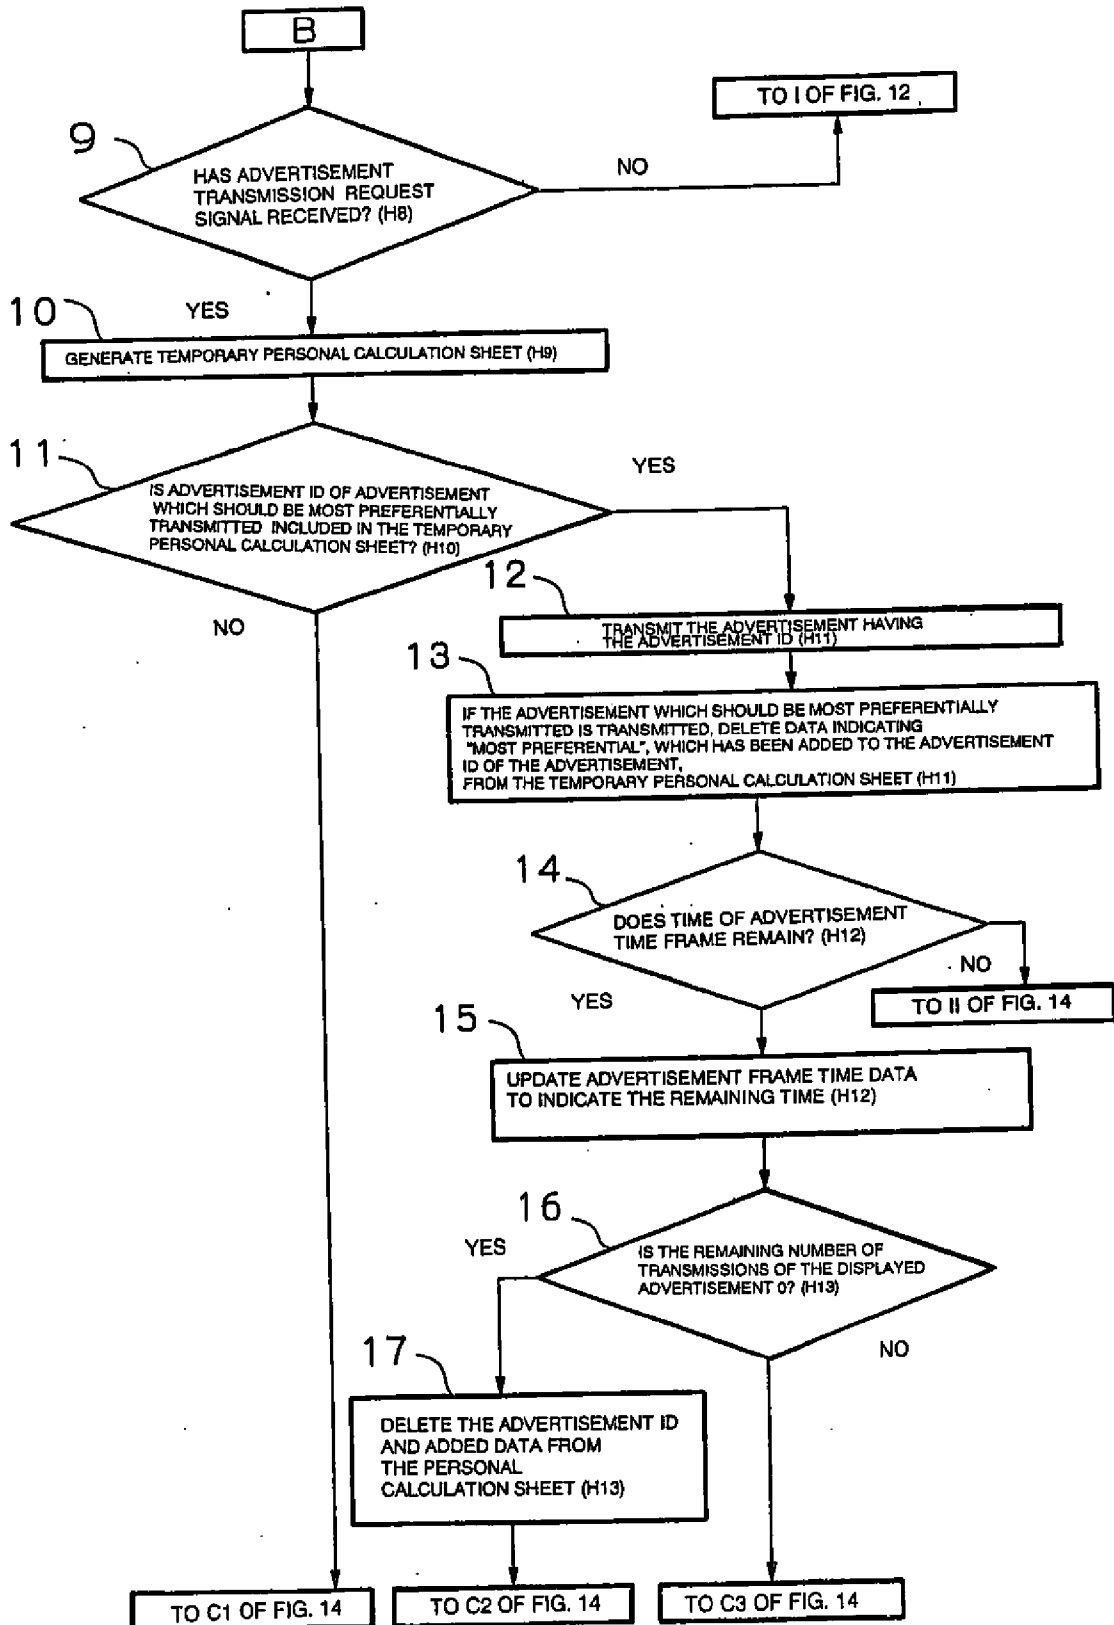 B
TO I OF FIG. 12
9
HAS ADVERTISEMENT
TRANSMISSION REQUEST
SIGNAL RECEIVED? (H8)
NO
YES
10
GENERATE TEMPORARY PERSONAL CALCULATION SHEET (H9)
11
IS ADVERTISEMENT ID OF ADVERTISEMENT
WHICH SHOULD BE MOST PREFERENTIALLY
TRANSMITTED INCLUDED IN THE TEMPORARY
PERSONAL CALCULATION SHEET? (H10)
YES
NO
12
TRANSMIT THE ADVERTISEMENT HAVING
THE ADVERTISEMENT ID (H11)
13
IF THE ADVERTISEMENT WHICH SHOULD BE MOST PREFERENTIALLY
TRANSMITTED IS TRANSMITTED, DELETE DATA INDICATING
"MOST PREFERENTIAL", WHICH HAS BEEN ADDED TO THE ADVERTISEMENT
ID OF THE ADVERTISEMENT,
FROM THE TEMPORARY PERSONAL CALCULATION SHEET (H11)
14
DOES TIME OF ADVERTISEMENT
TIME FRAME REMAIN? (H12)
NO
TO II OF FIG. 14
YES
15
UPDATE ADVERTISEMENT FRAME TIME DATA
TO INDICATE THE REMAINING TIME (H12)
16
YES
IS THE REMAINING NUMBER OF
TRANSMISSIONS OF THE DISPLAYED
ADVERTISEMENT 0? (H13)
NO
17
DELETE THE ADVERTISEMENT ID
AND ADDED DATA FROM
THE PERSONAL
CALCULATION SHEET (H13)
TO C1 OF FIG. 14
TO C2 OF FIG. 14
TO C3 OF FIG. 14